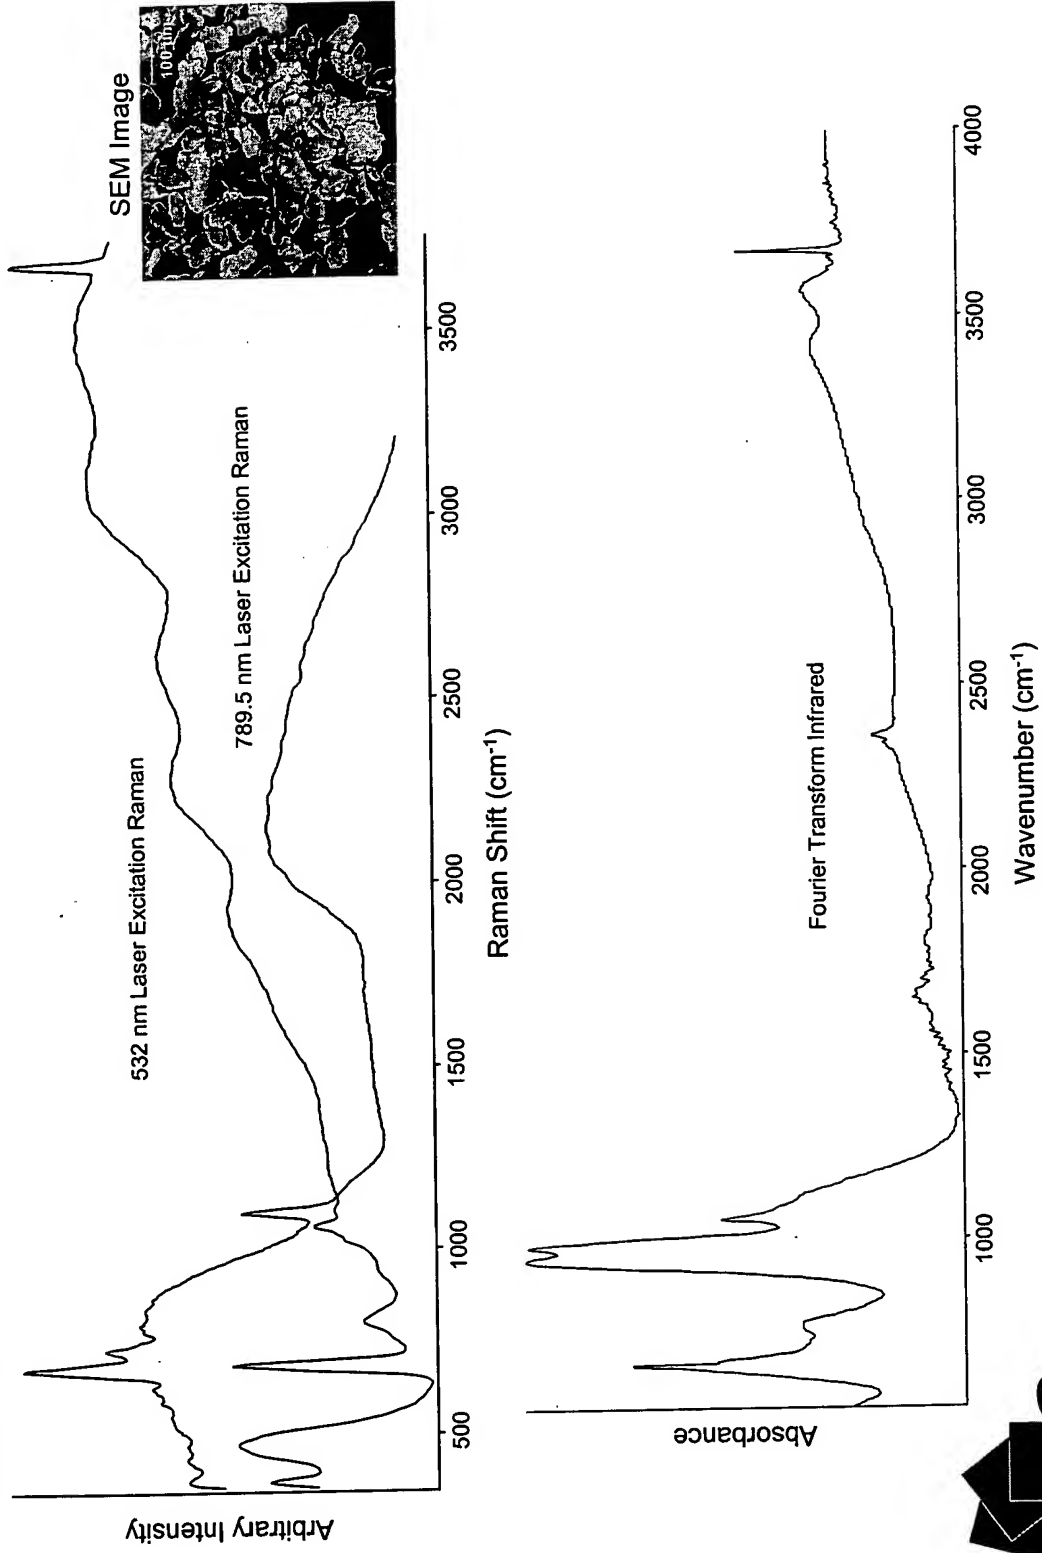 SEM Image
100 µm
532 nm Laser Excitation Raman
789.5 nm Laser Excitation Raman
Arbitrary Intensity
500
1000
1500
2000
2500
3000
3500
Raman Shift (cm⁻¹)
Fourier Transform Infrared
Absorbance
1000
1500
2000
2500
3000
3500
4000
Wavenumber (cm⁻¹)